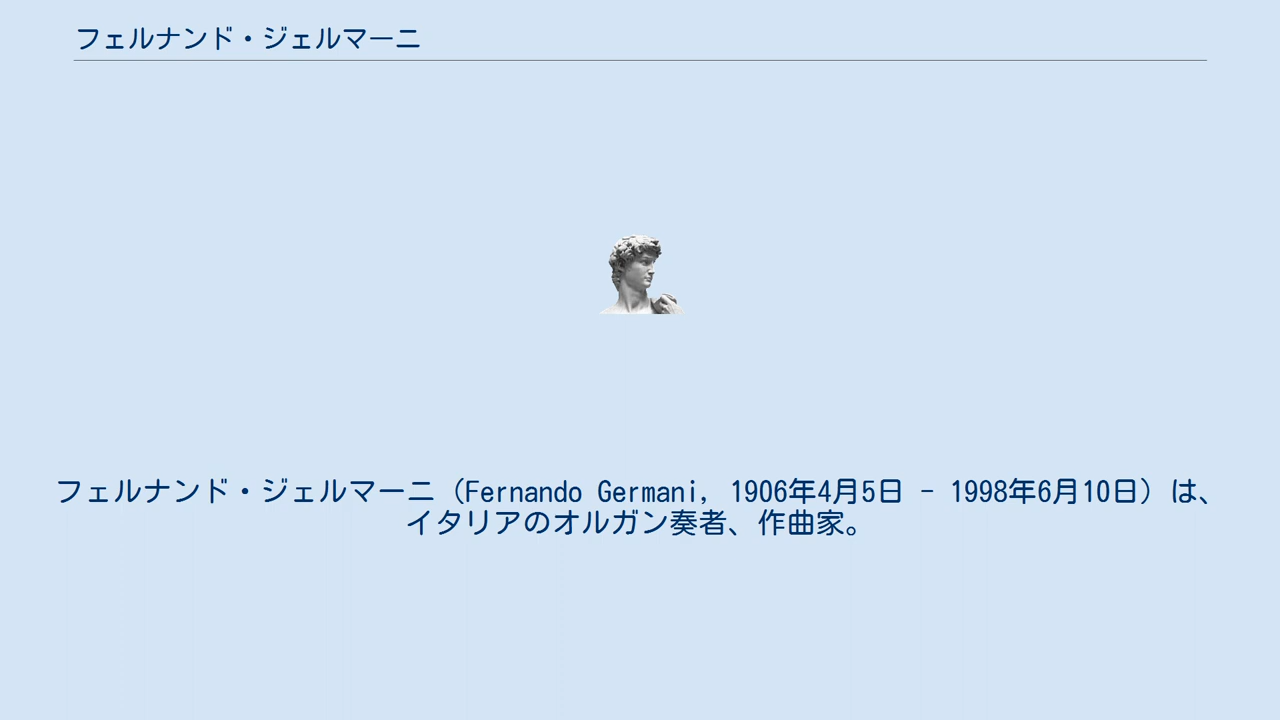 フェルナンド・ジェルマーニ
フェルナンド・ジェルマーニ（Fernando Germani, 1906年4月5日 - 1998年6月10日）は、
イタリアのオルガン奏者、作曲家。